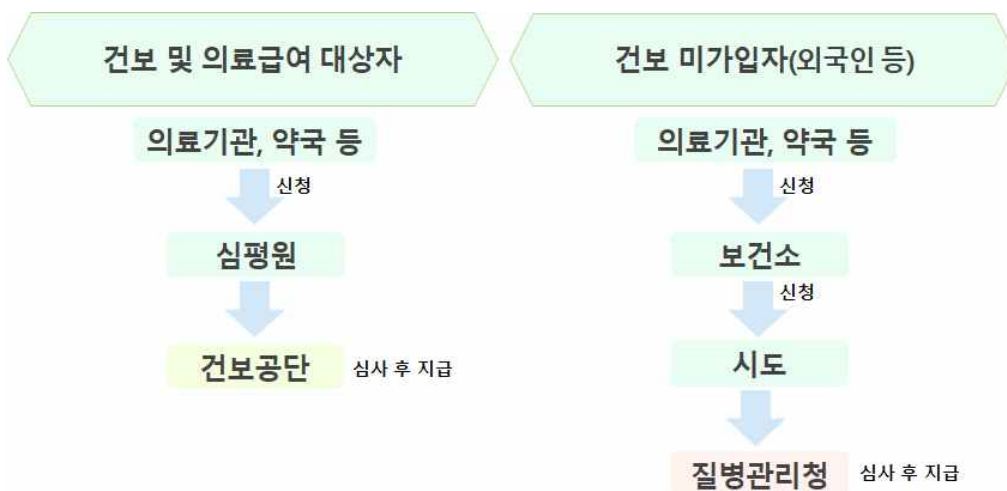 건보 및 의료급여 대상자
의료기관, 약국 등
신청
심평원
건보공단
심사 후 지급
건보 미가입자(외국인 등)
의료기관, 약국 등
신청
보건소
신청
시도
질병관리청
심사 후 지급